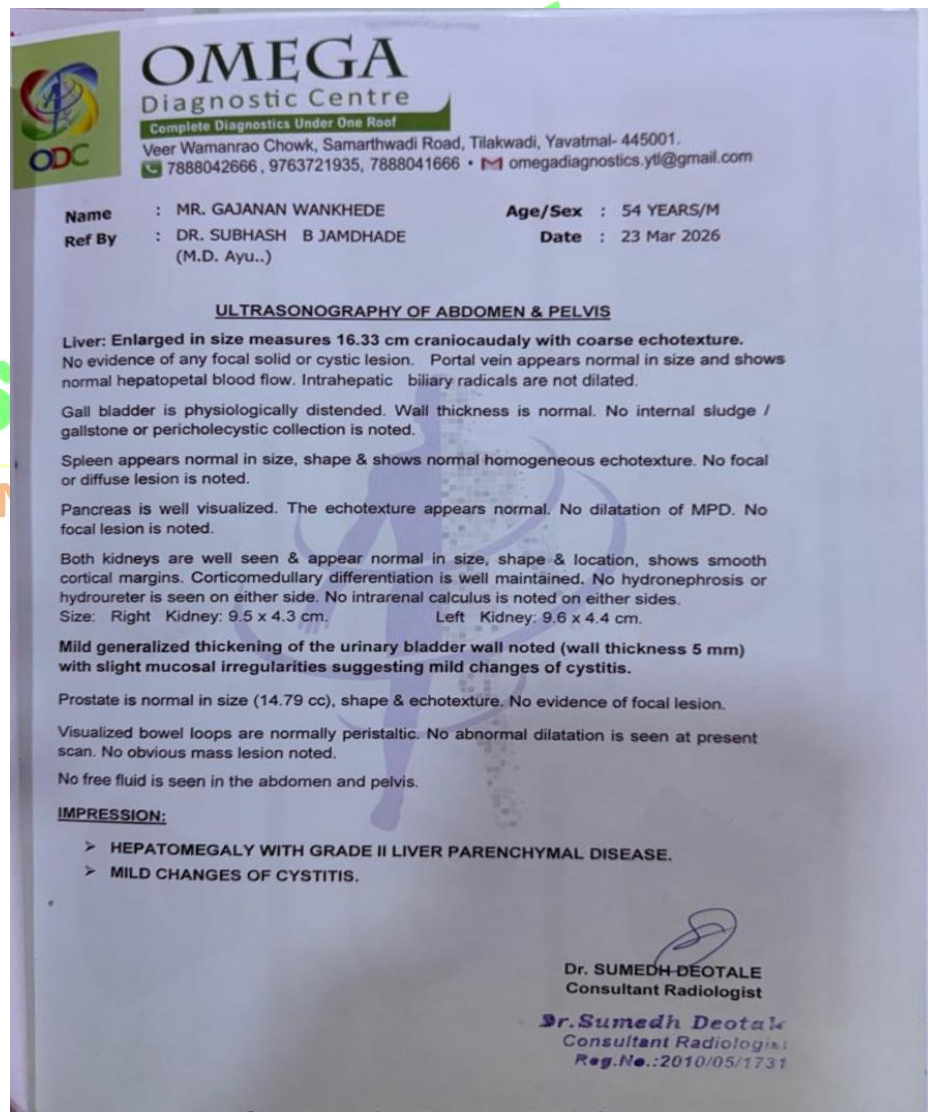 OMEGA
Diagnostic Centre
Complete Diagnostics Under One Roof
ODC
Veer Wamanrao Chowk, Samarthwadi Road, Tilakwadi, Yavatmal- 445001.
7888042666, 9763721935, 7888041666 • omegadiagnostics.ytl@gmail.com
Name : MR. GAJANAN WANKHEDE Age/Sex : 54 YEARS/M
Ref By : DR. SUBHASH B JAMDHADE Date : 23 Mar 2026
(M.D. Ayu..)
ULTRASONOGRAPHY OF ABDOMEN & PELVIS
Liver: Enlarged in size measures 16.33 cm craniocaudaly with coarse echotexture.
No evidence of any focal solid or cystic lesion. Portal vein appears normal in size and shows
normal hepatopetal blood flow. Intrahepatic biliary radicals are not dilated.
Gall bladder is physiologically distended. Wall thickness is normal. No internal sludge /
gallstone or pericholecystic collection is noted.
Spleen appears normal in size, shape & shows normal homogeneous echotexture. No focal
or diffuse lesion is noted.
Pancreas is well visualized. The echotexture appears normal. No dilatation of MPD. No
focal lesion is noted.
Both kidneys are well seen & appear normal in size, shape & location, shows smooth
cortical margins. Corticomedullary differentiation is well maintained. No hydronephrosis or
hydroureter is seen on either side. No intrarenal calculus is noted on either sides.
Size: Right Kidney: 9.5 x 4.3 cm. Left Kidney: 9.6 x 4.4 cm.
Mild generalized thickening of the urinary bladder wall noted (wall thickness 5 mm)
with slight mucosal irregularities suggesting mild changes of cystitis.
Prostate is normal in size (14.79 cc), shape & echotexture. No evidence of focal lesion.
Visualized bowel loops are normally peristaltic. No abnormal dilatation is seen at present
scan. No obvious mass lesion noted.
No free fluid is seen in the abdomen and pelvis.
IMPRESSION:
➢ HEPATOMEGALY WITH GRADE II LIVER PARENCHYMAL DISEASE.
➢ MILD CHANGES OF CYSTITIS.
Dr. SUMEDH DEOTALE
Consultant Radiologist
Dr.Sumedh Deotale
Consultant Radiologist
Reg.No.:2010/05/1731